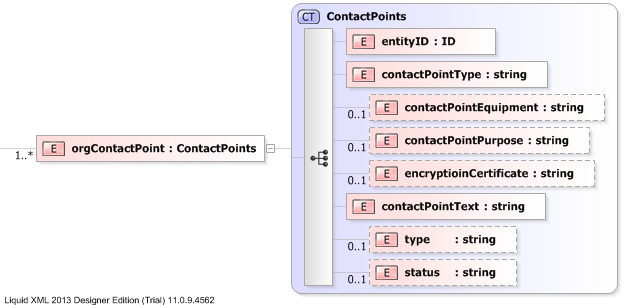 CT ContactPoints
E entityID : ID
E contactPointType : string
E contactPointEquipment : string
0..1
E contactPointPurpose : string
0..1
E orgContactPoint : ContactPoints
1..*
E encryptioinCertificate : string
0..1
E contactPointText : string
E type : string
0..1
E status : string
0..1
Liquid XML 2013 Designer Edition (Trial) 11.0.9.4562